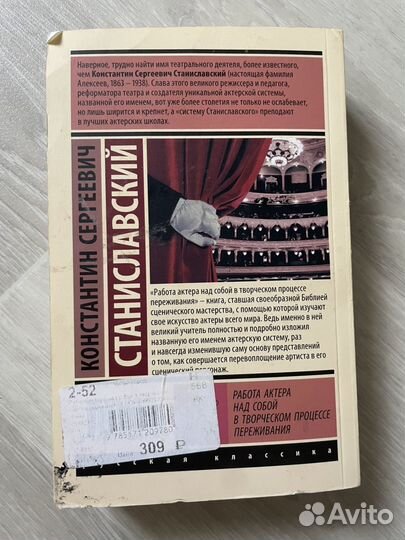 Наверное, трудно найти имя театрального деятеля, более известного,
чем Константин Сергеевич Станиславский (настоящая фамилия
Алексеев, 1863 – 1938). Слава этого великого режиссера и педагога,
реформатора театра и создателя уникальной актерской системы,
названной его именем, вот уже более столетия не только не ослабевает,
но лишь ширится и крепнет, а «систему Станиславского» преподают
в лучших актерских школах.
КОНСТАНТИН СЕРГЕЕВИЧ
СТАНИСЛАВСКИЙ
«Работа актера над собой в творческом процессе
переживания» – книга, ставшая своеобразной Библией
сценического мастерства, с помощью которой изучают
свое искусство актеры всего мира. Ведь именно в ней
великий учитель полностью и подробно изложил
названную его именем актерскую систему, раз
и навсегда изменившую саму основу представлений
о том, как совершается перевоплощение артиста в его
сценический персонаж.
2-52
309 ₽
РАБОТА АКТЕРА
НАД СОБОЙ
В ТВОРЧЕСКОМ ПРОЦЕССЕ
ПЕРЕЖИВАНИЯ
русская классика
Avito